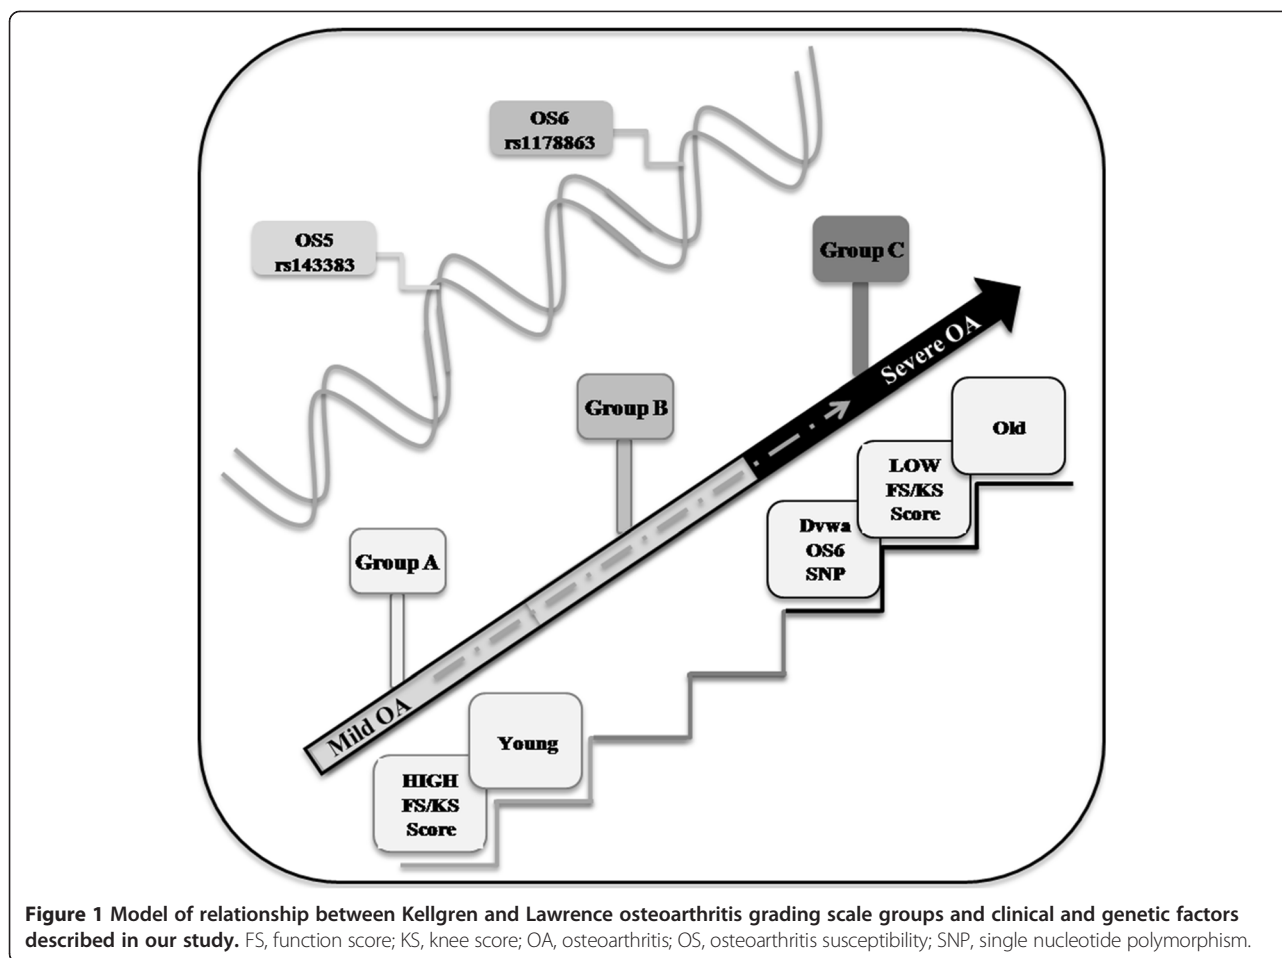 OS6
rs1178863
OS5
rs143383
Group C
Severe OA
Group B
Old
LOW
FS/KS
Score
Dvwa
OS6
SNP
Group A
Mild OA
Young
HIGH
FS/KS
Score
Figure 1 Model of relationship between Kellgren and Lawrence osteoarthritis grading scale groups and clinical and genetic factors
described in our study. FS, function score; KS, knee score; OA, osteoarthritis; OS, osteoarthritis susceptibility; SNP, single nucleotide polymorphism.